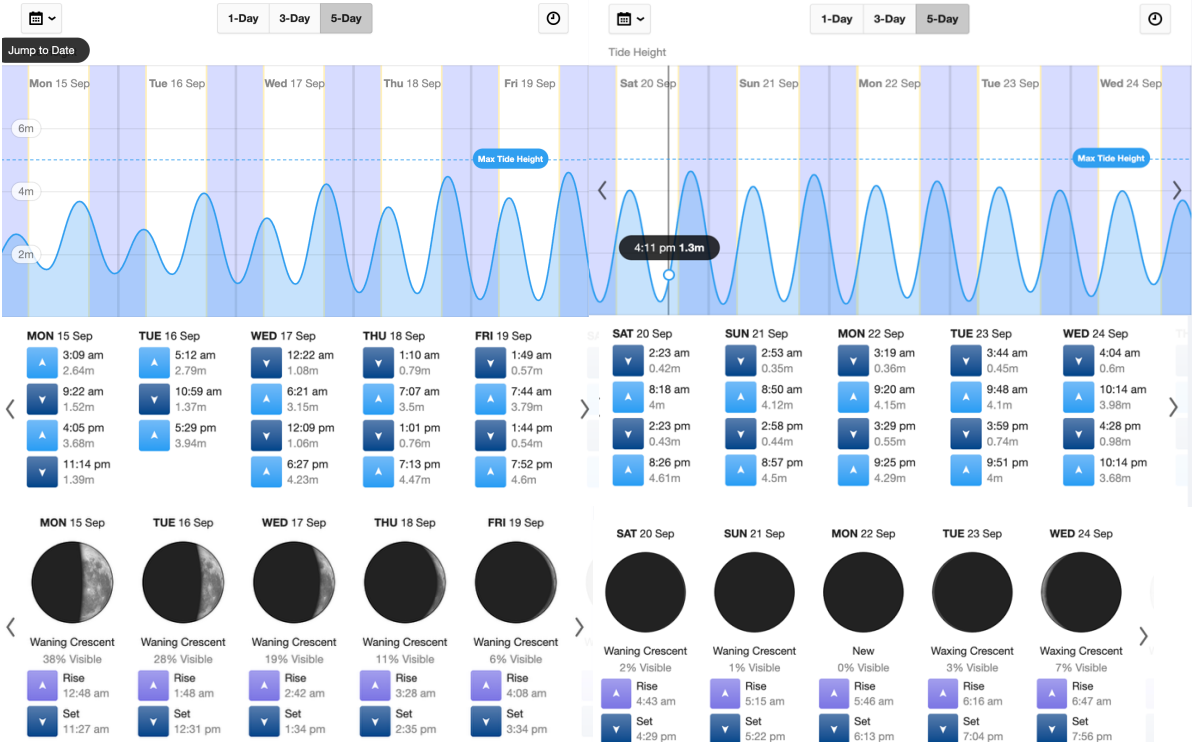 1-Day 3-Day 5-Day
Jump to Date
Mon 15 Sep Tue 16 Sep Wed 17 Sep Thu 18 Sep Fri 19 Sep
6m
Max Tide Height
4m
2m
MON 15 Sep TUE 16 Sep WED 17 Sep THU 18 Sep FRI 19 Sep
3:09 am 5:12 am 12:22 am 1:10 am 1:49 am
2.64m 2.79m 1.08m 0.79m 0.57m
9:22 am 10:59 am 6:21 am 7:07 am 7:44 am
1.52m 1.37m 3.15m 3.5m 3.79m
4:05 pm 5:29 pm 12:09 pm 1:01 pm 1:44 pm
3.68m 3.94m 1.06m 0.76m 0.54m
11:14 pm 6:27 pm 7:13 pm 7:52 pm
1.39m 4.23m 4.47m 4.6m
MON 15 Sep TUE 16 Sep WED 17 Sep THU 18 Sep FRI 19 Sep
Waning Crescent Waning Crescent Waning Crescent Waning Crescent Waning Crescent
38% Visible 28% Visible 19% Visible 11% Visible 6% Visible
Rise Rise Rise Rise Rise
12:48 am 1:48 am 2:42 am 3:28 am 4:08 am
Set Set Set Set Set
11:27 am 12:31 pm 1:34 pm 2:35 pm 3:34 pm
1-Day 3-Day 5-Day
Tide Height
Sat 20 Sep Sun 21 Sep Mon 22 Sep Tue 23 Sep Wed 24 Sep
Max Tide Height
4:11 pm 1.3m
SAT 20 Sep SUN 21 Sep MON 22 Sep TUE 23 Sep WED 24 Sep
2:23 am 2:53 am 3:19 am 3:44 am 4:04 am
0.42m 0.35m 0.36m 0.45m 0.6m
8:18 am 8:50 am 9:20 am 9:48 am 10:14 am
4m 4.12m 4.15m 4.1m 3.98m
2:23 pm 2:58 pm 3:29 pm 3:59 pm 4:28 pm
0.43m 0.44m 0.55m 0.74m 0.98m
8:26 pm 8:57 pm 9:25 pm 9:51 pm 10:14 pm
4.61m 4.5m 4.29m 4m 3.68m
SAT 20 Sep SUN 21 Sep MON 22 Sep TUE 23 Sep WED 24 Sep
Waning Crescent Waning Crescent New Waxing Crescent Waxing Crescent
2% Visible 1% Visible 0% Visible 3% Visible 7% Visible
Rise Rise Rise Rise Rise
4:43 am 5:15 am 5:46 am 6:16 am 6:47 am
Set Set Set Set Set
4:29 pm 5:22 pm 6:13 pm 7:04 pm 7:56 pm